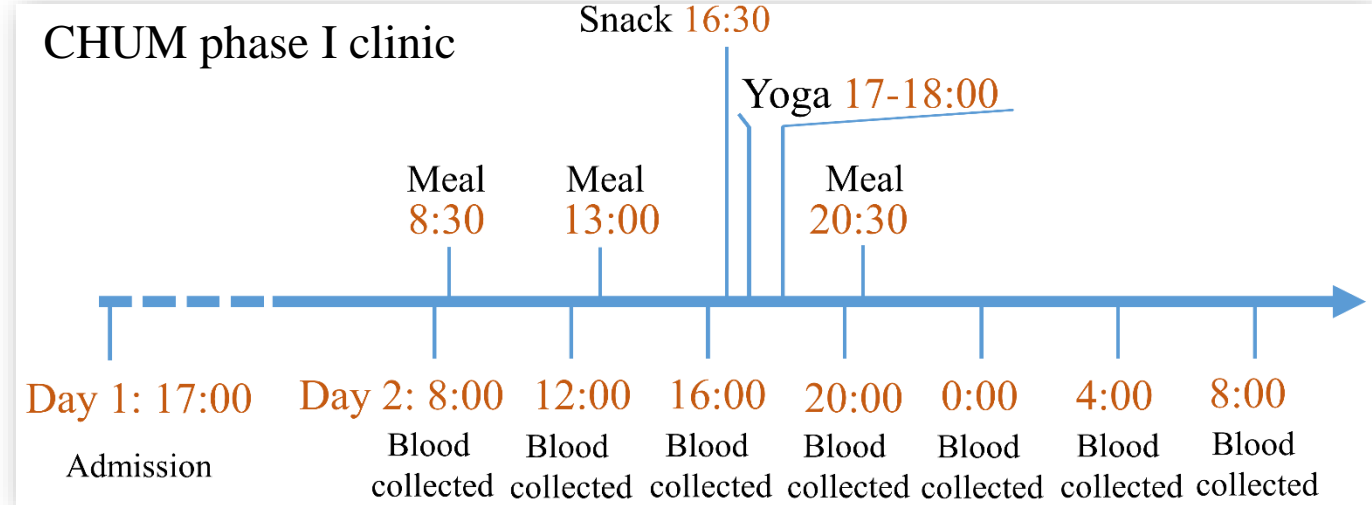 Snack 16:30
CHUM phase I clinic
Yoga 17-18:00
Meal
8:30
Meal
13:00
Meal
20:30
Day 1: 17:00
Admission
Day 2: 8:00
Blood
collected
12:00
Blood
collected
16:00
Blood
collected
20:00
Blood
collected
0:00
Blood
collected
4:00
Blood
collected
8:00
Blood
collected